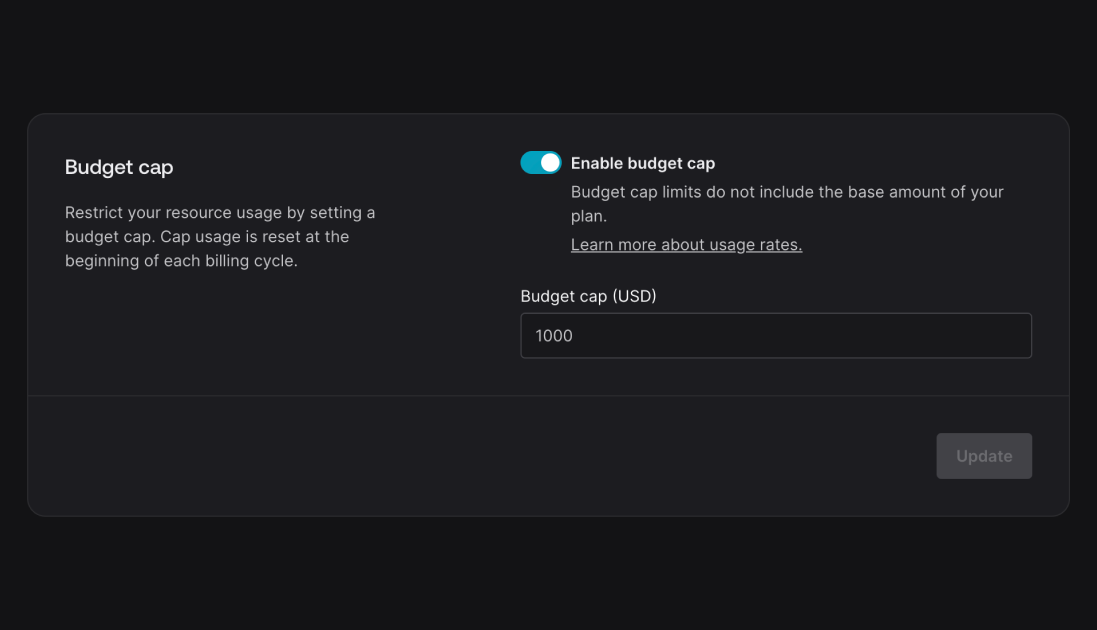 Budget cap
Restrict your resource usage by setting a
budget cap. Cap usage is reset at the
beginning of each billing cycle.
Enable budget cap
Budget cap limits do not include the base amount of your
plan.
Learn more about usage rates.
Budget cap (USD)
1000
Update